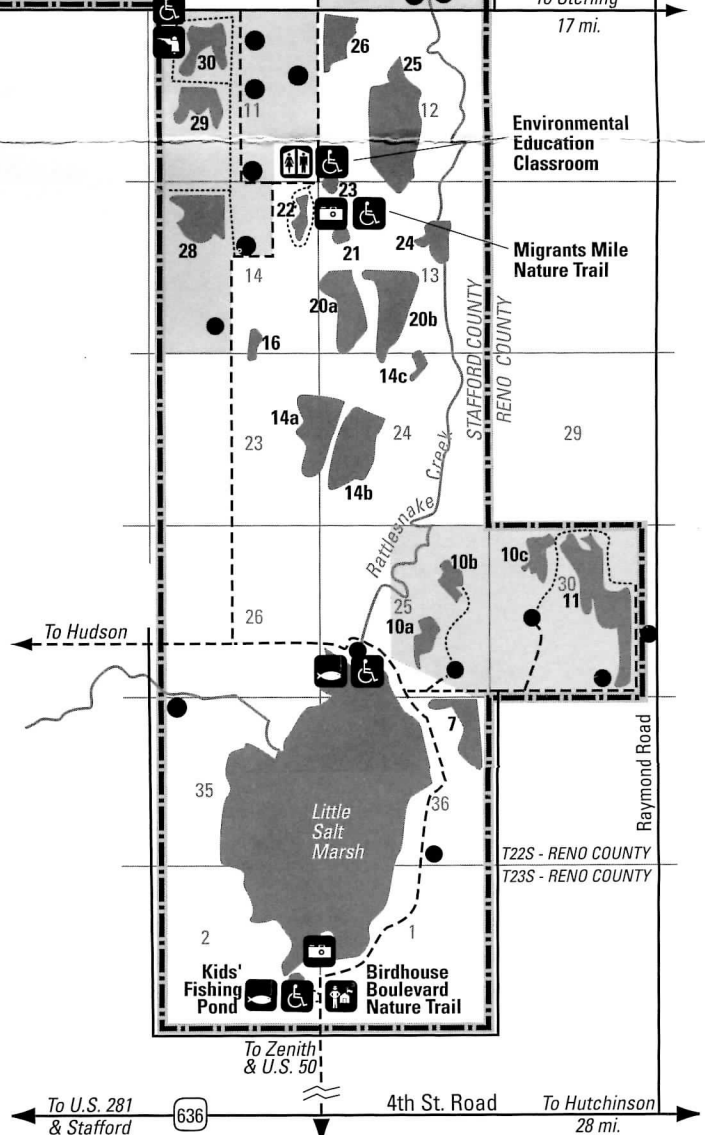 To Sterling
17 mi.
30
26
25
11
12
29
Environmental
Education
Classroom
23
22
28
21
24
Migrants Mile
Nature Trail
14
13
20a
20b
16
14c
STAFFORD COUNTY
RENO COUNTY
14a
23
24
29
14b
Rattlesnake Creek
10b
10c
30
11
25
10a
26
To Hudson
7
35
36
Little
Salt
Marsh
Raymond Road
T22S - RENO COUNTY
T23S - RENO COUNTY
2
1
Kids'
Fishing
Pond
Birdhouse
Boulevard
Nature Trail
To Zenith
& U.S. 50
To U.S. 281
& Stafford
636
4th St. Road
To Hutchinson
28 mi.